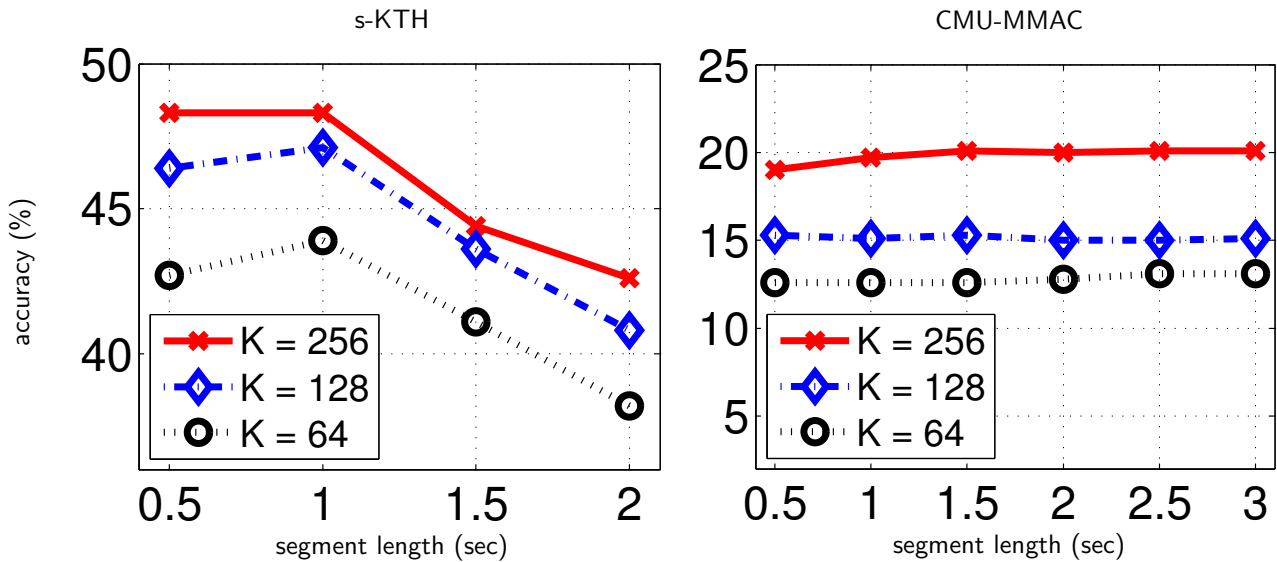 s-KTH
accuracy (%)
50
45
40
K = 256
K = 128
K = 64
0.5 1 1.5 2
segment length (sec)
CMU-MMAC
25
20
15
10
5
K = 256
K = 128
K = 64
0.5 1 1.5 2 2.5 3
segment length (sec)